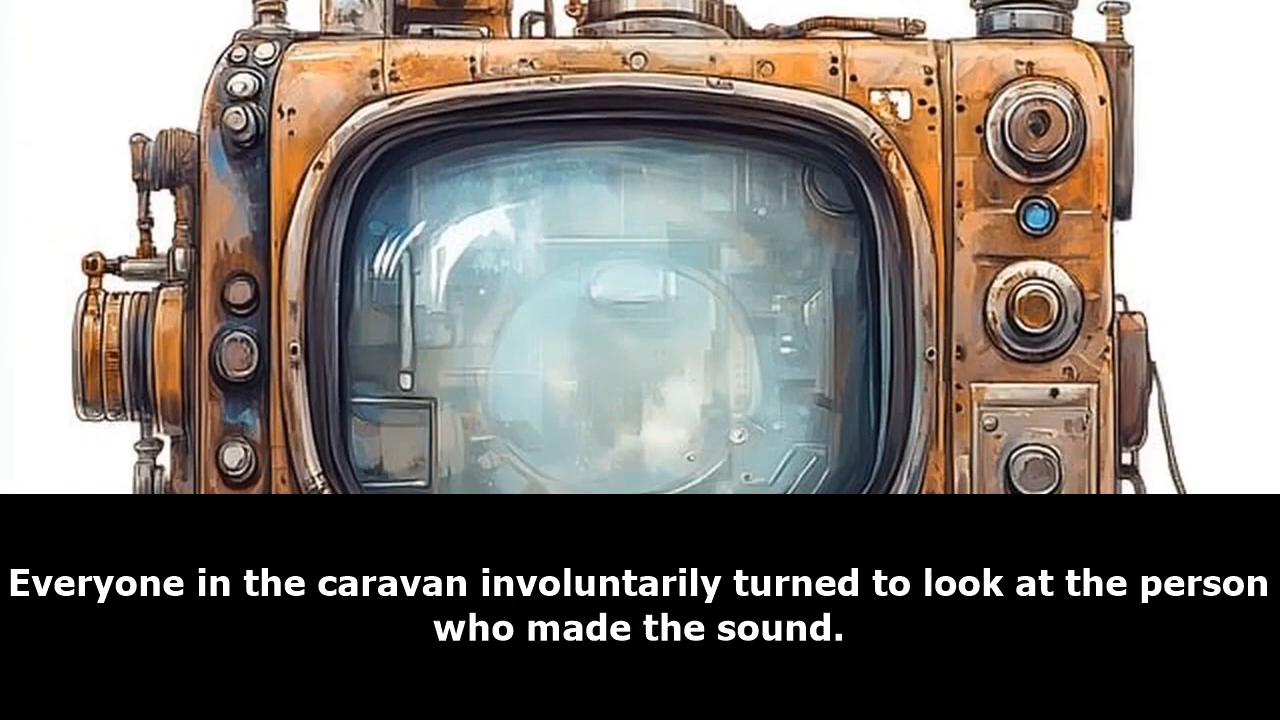 Everyone in the caravan involuntarily turned to look at the person
who made the sound.